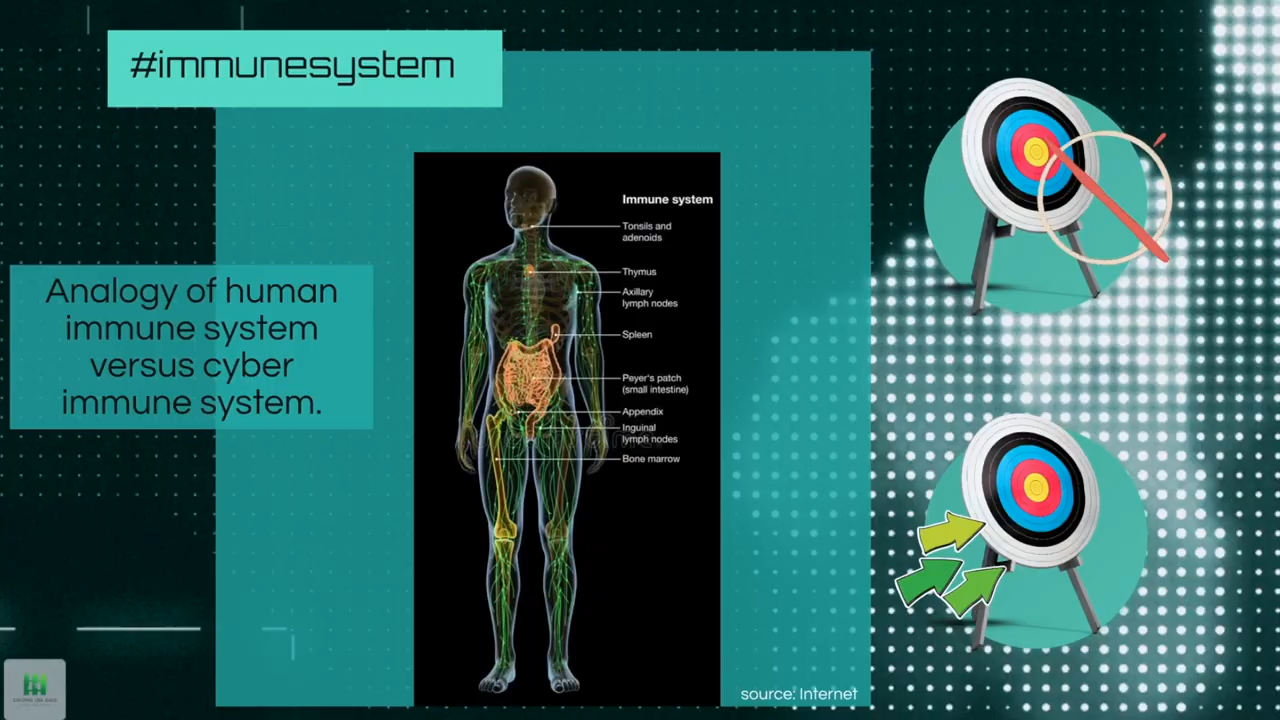 #immunesystem
Analogy of human
immune system
versus cyber
immune system.
Immune system
Tonsils and
adenoids
Thymus
Axillary
lymph nodes
Spleen
Peyer's patch
(small intestine)
Appendix
Inguinal
lymph nodes
Bone marrow
source: Internet